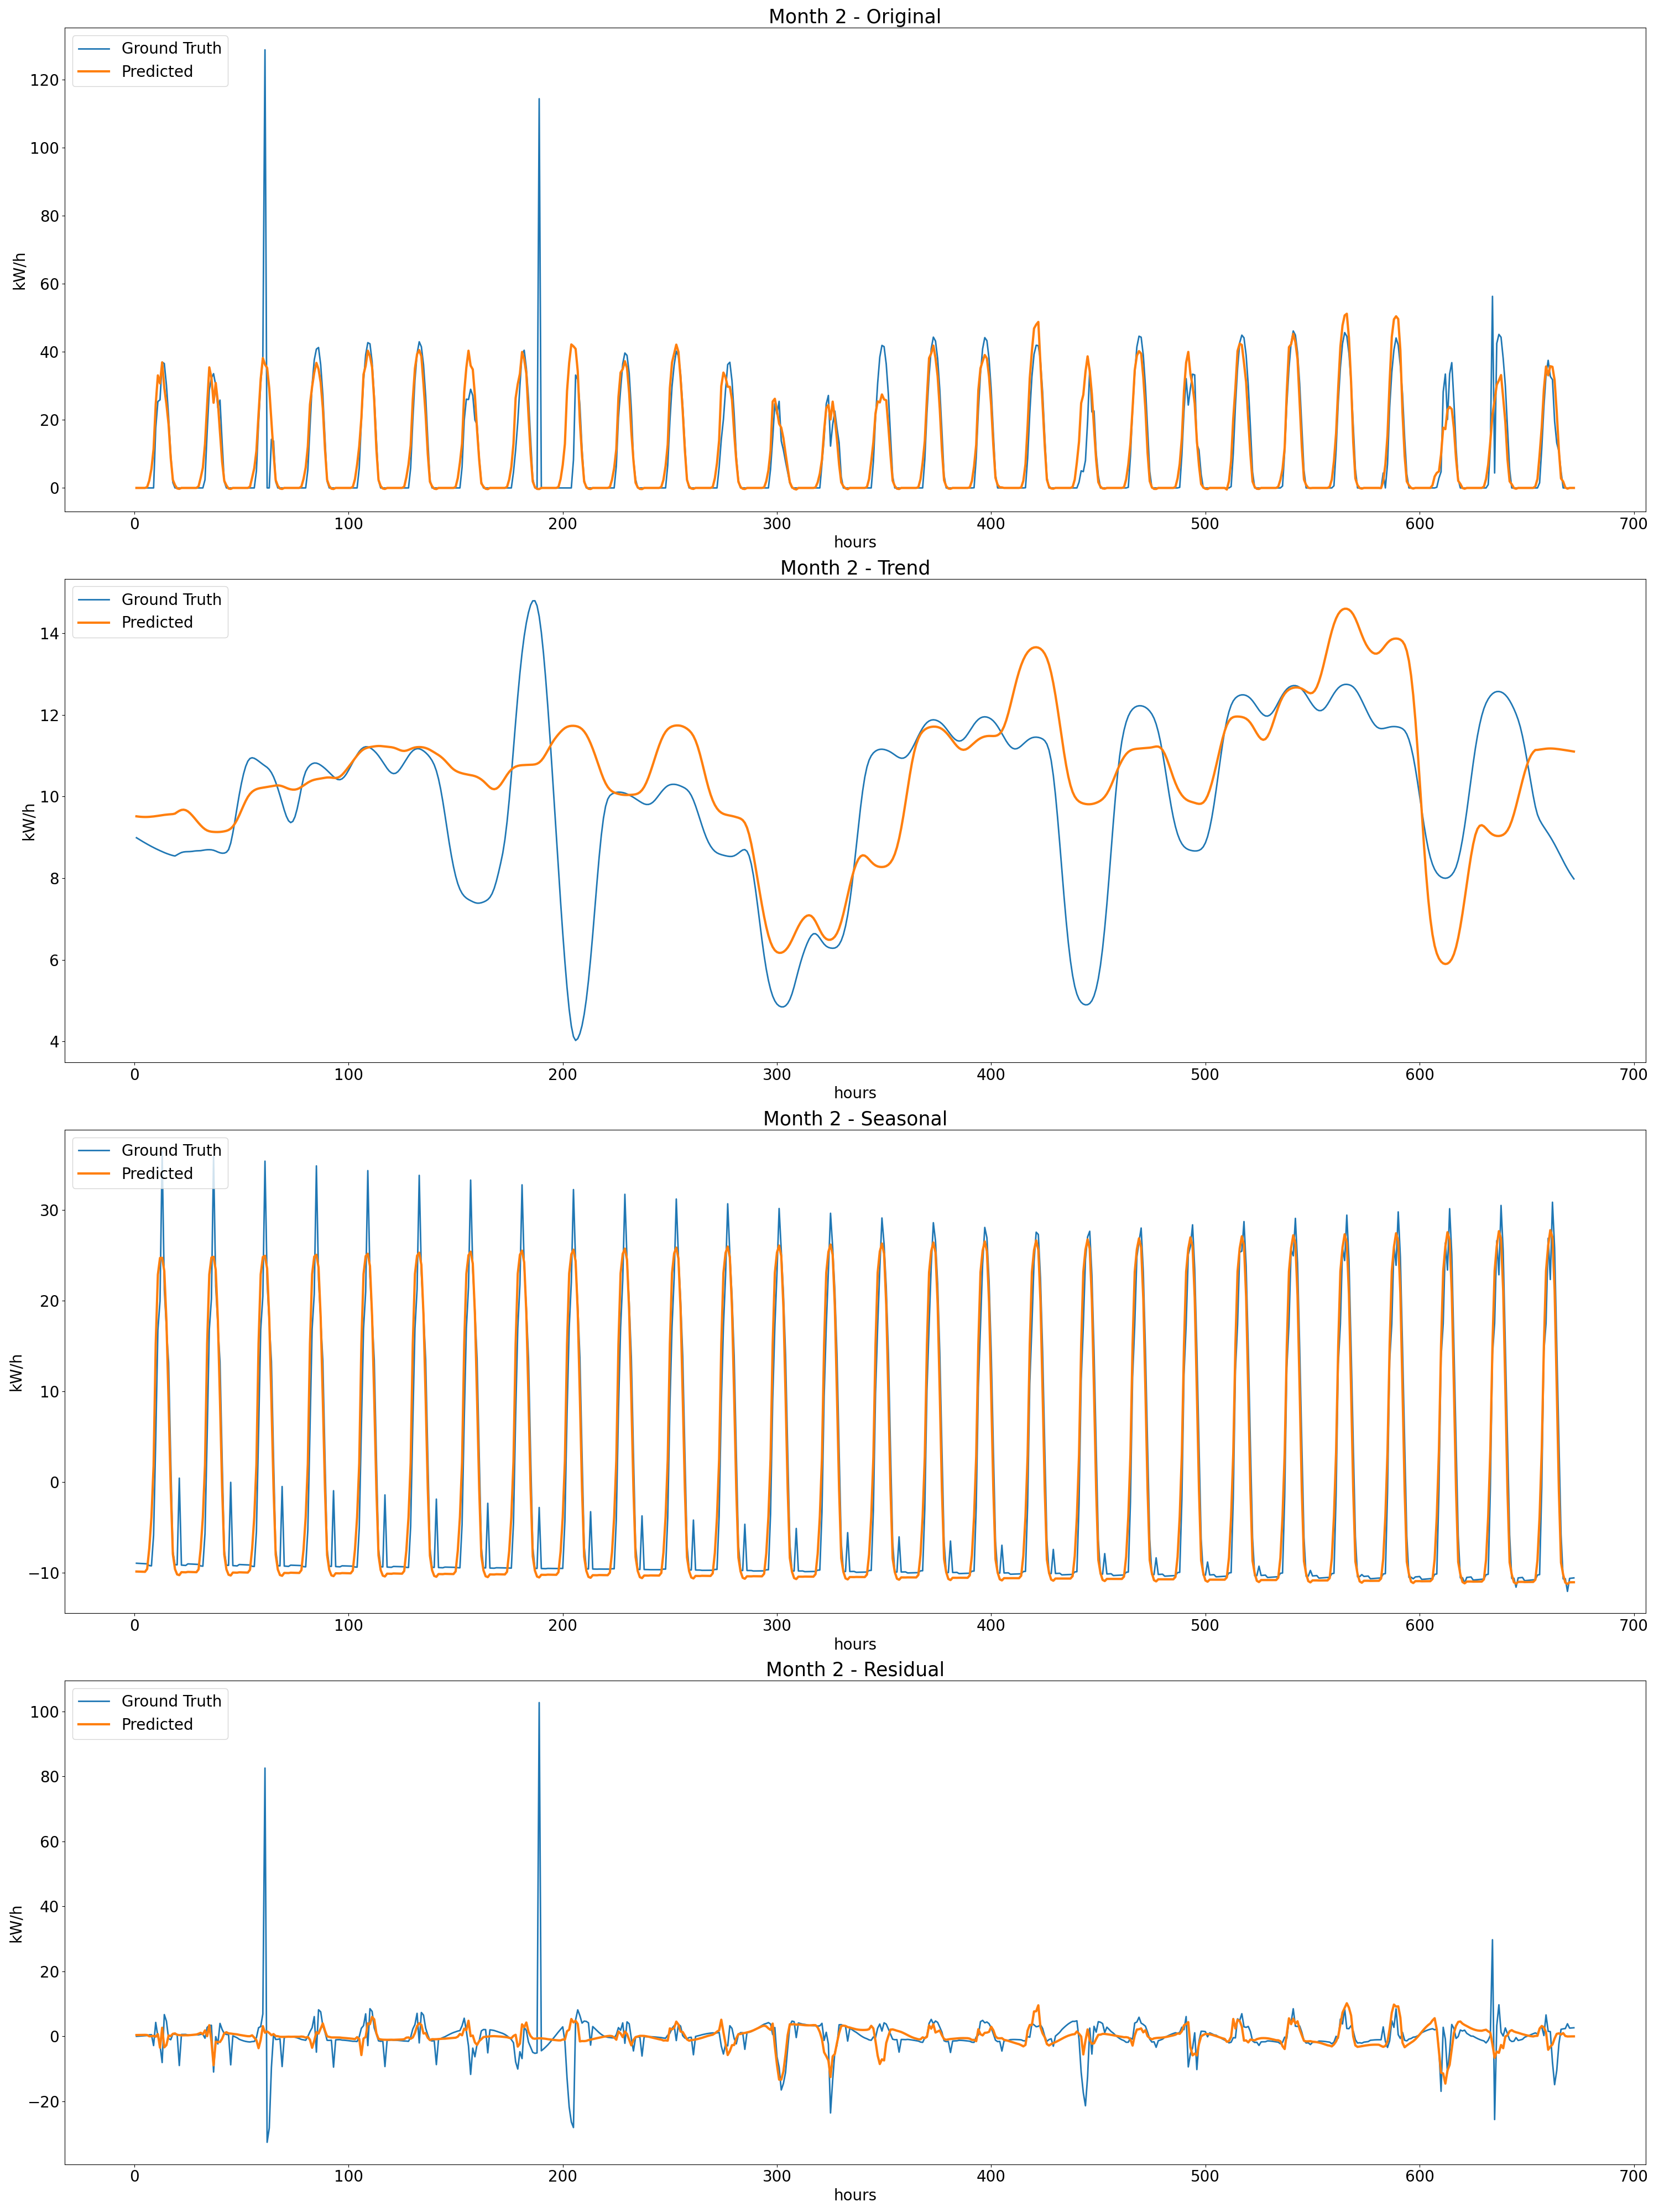 Month 2 - Original
Ground Truth
Predicted
120
100
80
60
40
20
0
kW/h
0 100 200 300 400 500 600 700
hours
Month 2 - Trend
Ground Truth
Predicted
14
12
10
8
6
4
kW/h
0 100 200 300 400 500 600 700
hours
Month 2 - Seasonal
Ground Truth
Predicted
30
20
10
0
−10
kW/h
0 100 200 300 400 500 600 700
hours
Month 2 - Residual
Ground Truth
Predicted
100
80
60
40
20
0
−20
kW/h
0 100 200 300 400 500 600 700
hours